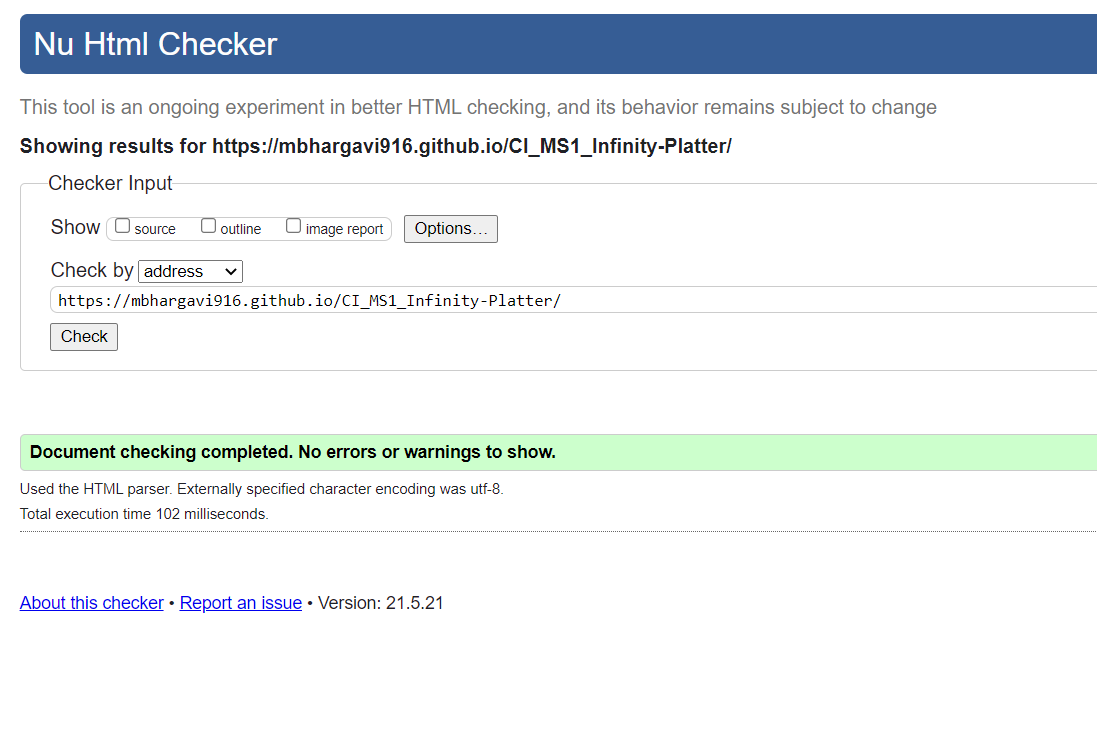 Nu Html Checker
This tool is an ongoing experiment in better HTML checking, and its behavior remains subject to change
Showing results for https://mbhargavi916.github.io/CI_MS1_Infinity-Platter/
Checker Input
Show source outline image report Options...
Check by address
https://mbhargavi916.github.io/CI_MS1_Infinity-Platter/
Check
Document checking completed. No errors or warnings to show.
Used the HTML parser. Externally specified character encoding was utf-8.
Total execution time 102 milliseconds.
About this checker • Report an issue • Version: 21.5.21